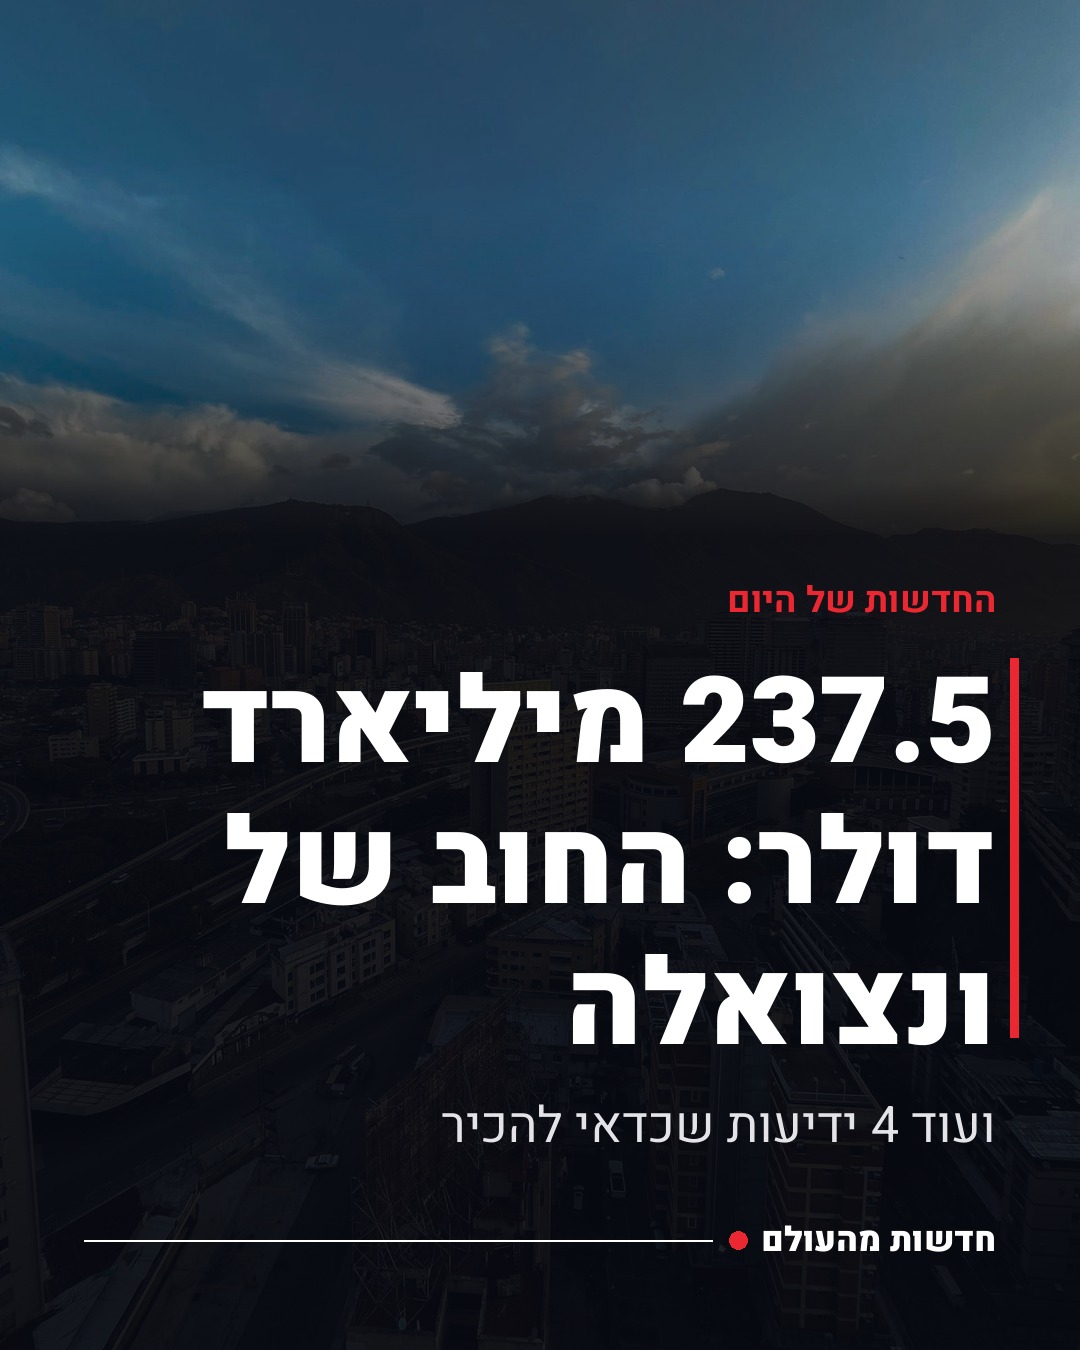 החדשות של היום
237.5 מיליארד
דולר: החוב של
ונצואלה
ועוד 4 ידיעות שכדאי להכיר
חדשות מהעולם